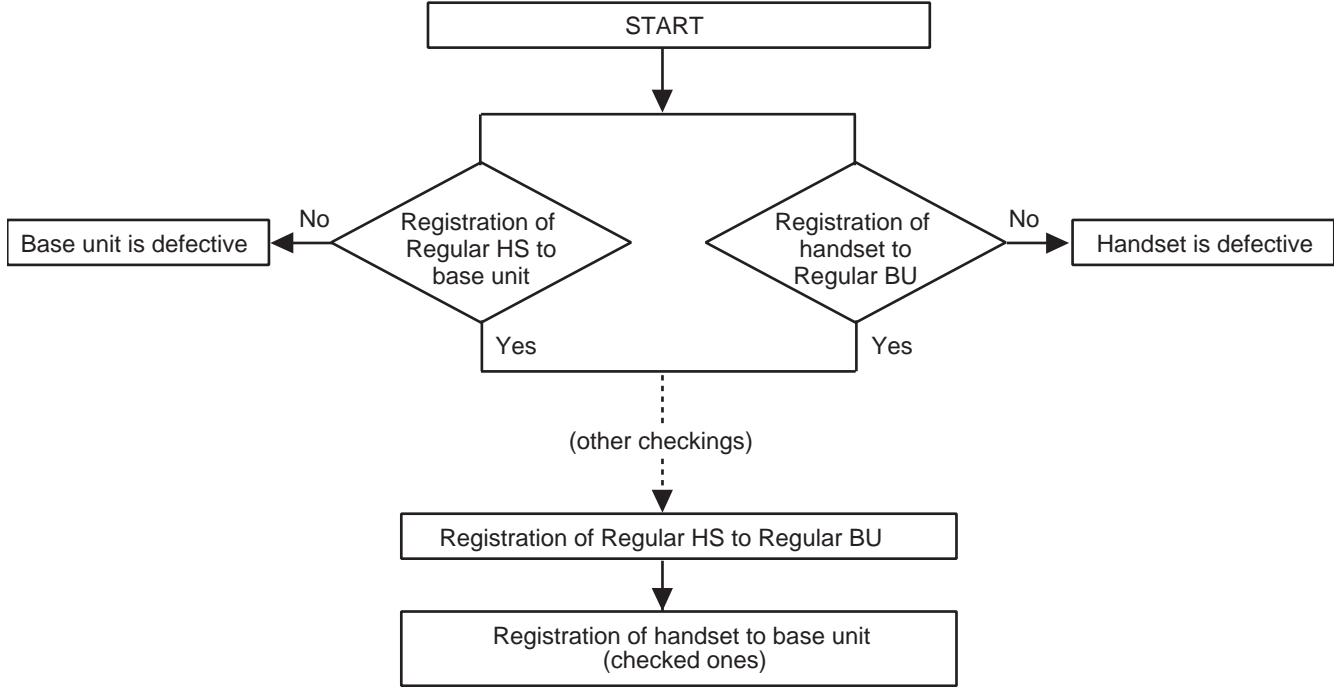 START
No
Registration of
Regular HS to
base unit
Base unit is defective
Yes
Registration of
handset to
Regular BU
No
Handset is defective
Yes
(other checkings)
Registration of Regular HS to Regular BU
Registration of handset to base unit
(checked ones)